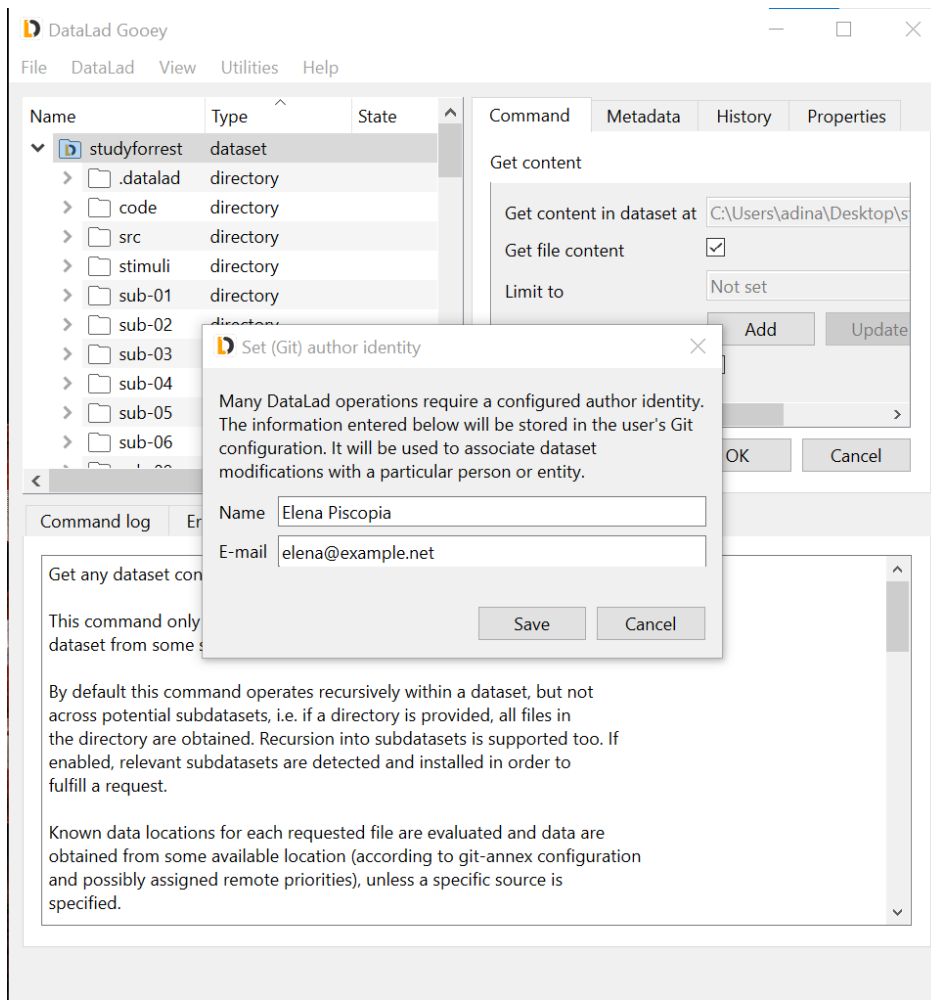 DataLad Gooey
File DataLad View Utilities Help
Name Type State
studyforrest dataset
.datalad directory
code directory
src directory
stimuli directory
sub-01 directory
sub-02 directory
sub-03
sub-04
sub-05
sub-06
Command Metadata History Properties
Get content
Get content in dataset at C:\Users\adina\Desktop\s
Get file content
Limit to Not set
Add Update
OK Cancel
Set (Git) author identity
Many DataLad operations require a configured author identity.
The information entered below will be stored in the user's Git
configuration. It will be used to associate dataset
modifications with a particular person or entity.
Name Elena Piscopia
E-mail elena@example.net
Save Cancel
Command log Er
Get any dataset con
This command only
dataset from some s
By default this command operates recursively within a dataset, but not
across potential subdatasets, i.e. if a directory is provided, all files in
the directory are obtained. Recursion into subdatasets is supported too. If
enabled, relevant subdatasets are detected and installed in order to
fulfill a request.
Known data locations for each requested file are evaluated and data are
obtained from some available location (according to git-annex configuration
and possibly assigned remote priorities), unless a specific source is
specified.